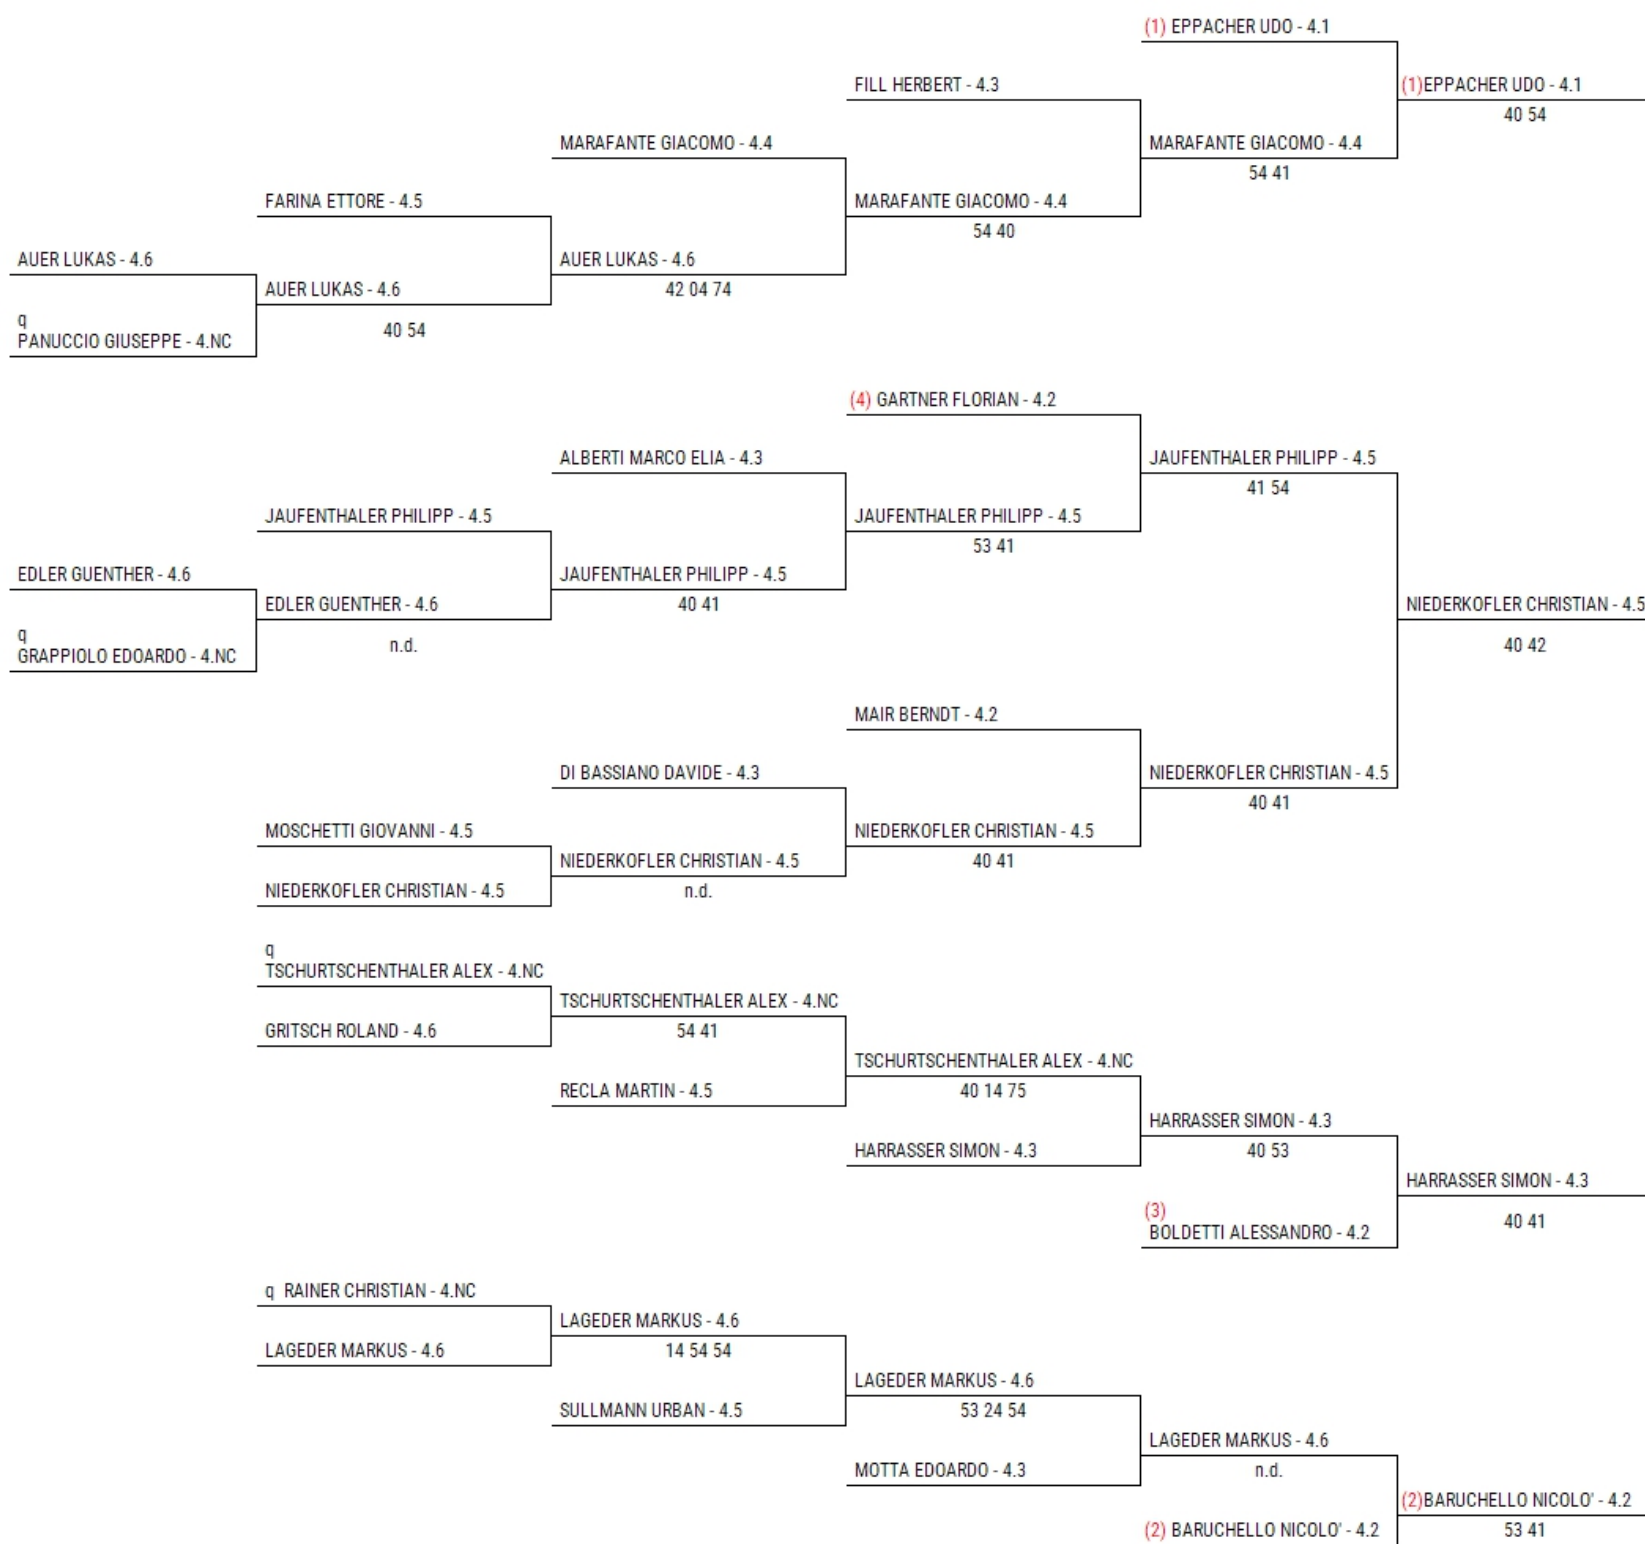 (1) EPPACHER UDO - 4.1
FILL HERBERT - 4.3
(1)EPPACHER UDO - 4.1
40 54
MARAFANTE GIACOMO - 4.4
MARAFANTE GIACOMO - 4.4
54 41
FARINA ETTORE - 4.5
MARAFANTE GIACOMO - 4.4
54 40
AUER LUKAS - 4.6
AUER LUKAS - 4.6
42 04 74
AUER LUKAS - 4.6
40 54
q
PANUCCIO GIUSEPPE - 4.NC
(4) GARTNER FLORIAN - 4.2
ALBERTI MARCO ELIA - 4.3
JAUFENTHALER PHILIPP - 4.5
41 54
JAUFENTHALER PHILIPP - 4.5
JAUFENTHALER PHILIPP - 4.5
53 41
EDLER GUENTHER - 4.6
JAUFENTHALER PHILIPP - 4.5
40 41
EDLER GUENTHER - 4.6
n.d.
NIEDERKOFLER CHRISTIAN - 4.5
40 42
q
GRAPPIOLO EDOARDO - 4.NC
MAIR BERNDT - 4.2
DI BASSIANO DAVIDE - 4.3
NIEDERKOFLER CHRISTIAN - 4.5
40 41
MOSCHETTI GIOVANNI - 4.5
NIEDERKOFLER CHRISTIAN - 4.5
40 41
NIEDERKOFLER CHRISTIAN - 4.5
n.d.
NIEDERKOFLER CHRISTIAN - 4.5
q
TSCHURTSCHENTHALER ALEX - 4.NC
TSCHURTSCHENTHALER ALEX - 4.NC
54 41
GRITSCH ROLAND - 4.6
TSCHURTSCHENTHALER ALEX - 4.NC
40 14 75
RECLA MARTIN - 4.5
HARRASSER SIMON - 4.3
40 53
HARRASSER SIMON - 4.3
HARRASSER SIMON - 4.3
40 41
(3)
BOLDETTI ALESSANDRO - 4.2
q RAINER CHRISTIAN - 4.NC
LAGEDER MARKUS - 4.6
14 54 54
LAGEDER MARKUS - 4.6
LAGEDER MARKUS - 4.6
53 24 54
SULLMANN URBAN - 4.5
LAGEDER MARKUS - 4.6
n.d.
MOTTA EDOARDO - 4.3
(2)BARUCHELLO NICOLO' - 4.2
53 41
(2) BARUCHELLO NICOLO' - 4.2